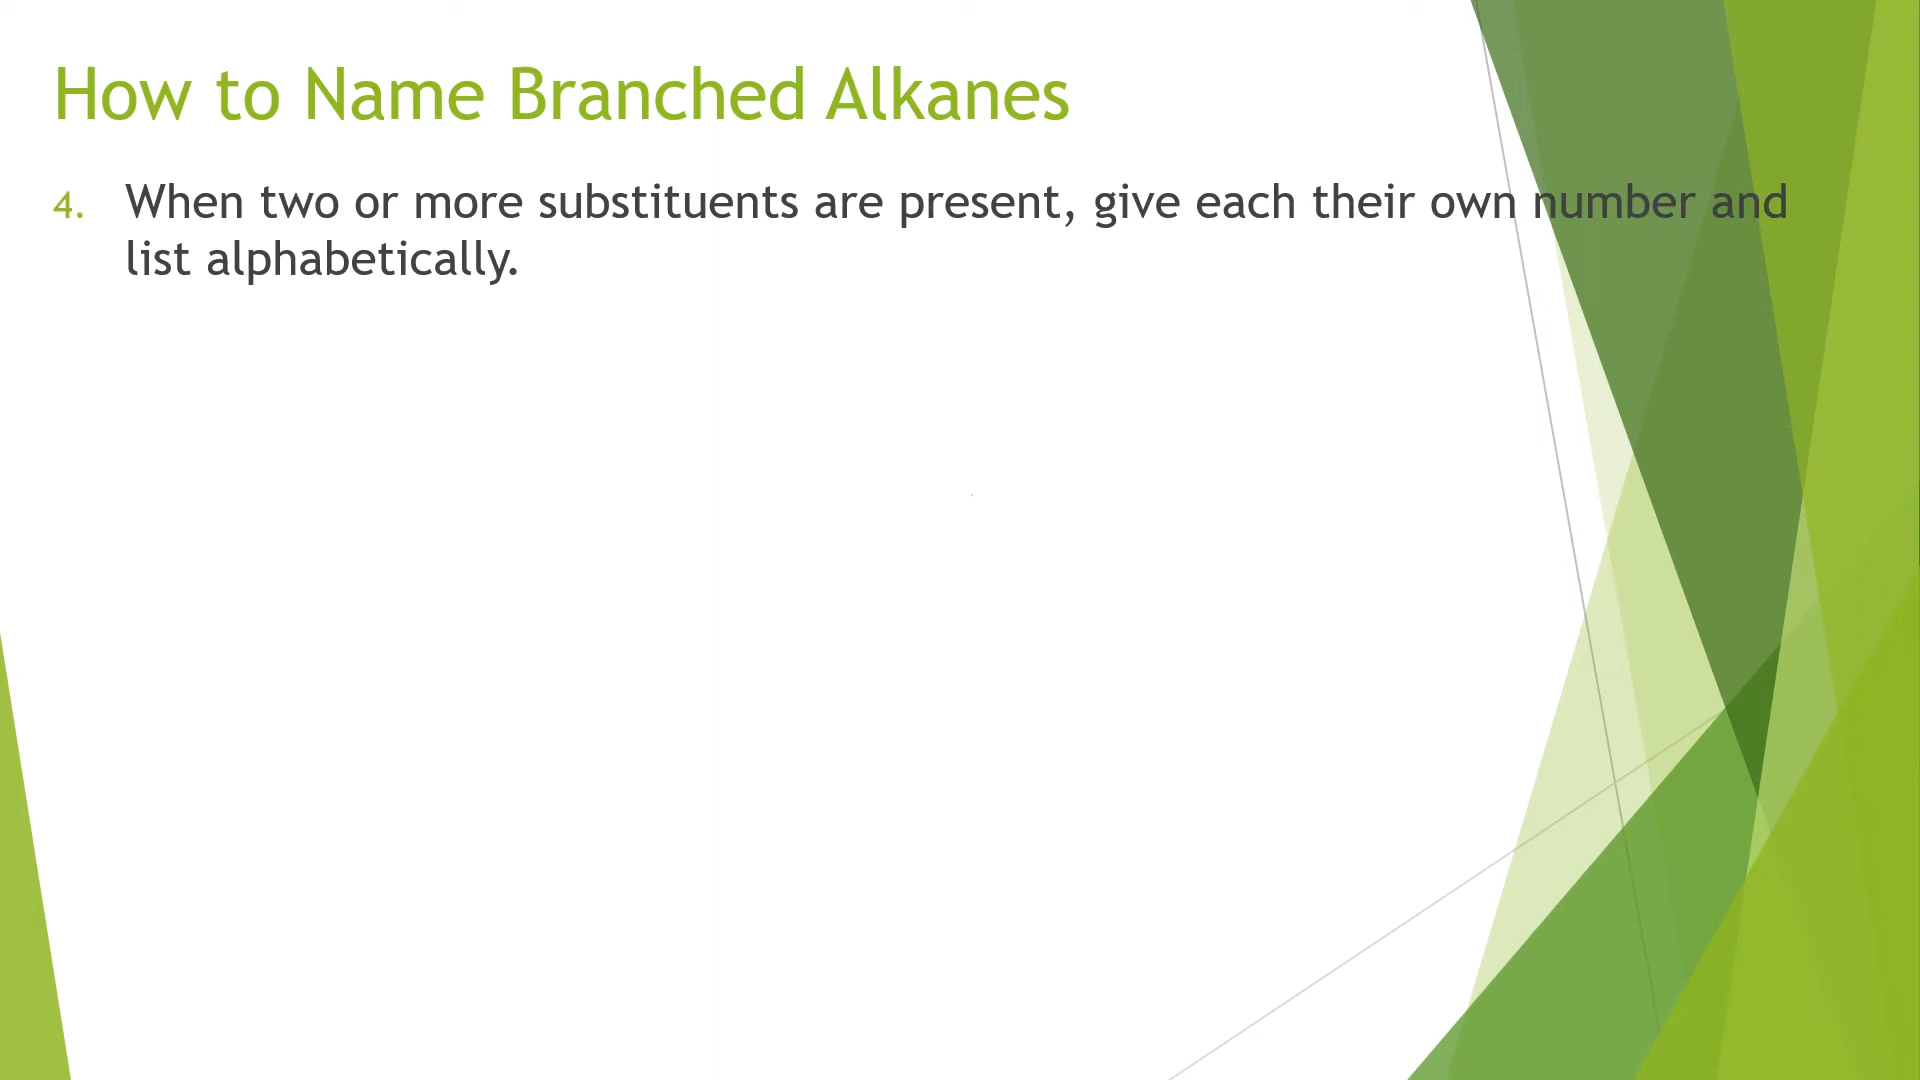 How to Name Branched Alkanes
4. When two or more substituents are present, give each their own number and
list alphabetically.